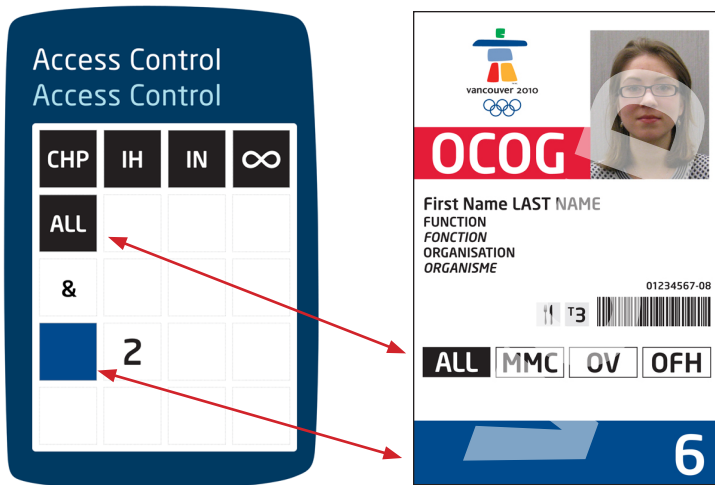 Access Control
Access Control
CHP IH IN ∞
ALL
&
2
vancouver 2010
OCOG
First Name LAST NAME
FUNCTION
FONCTION
ORGANISATION
ORGANISME
01234567-08
T3
ALL MMC OV OFH
6